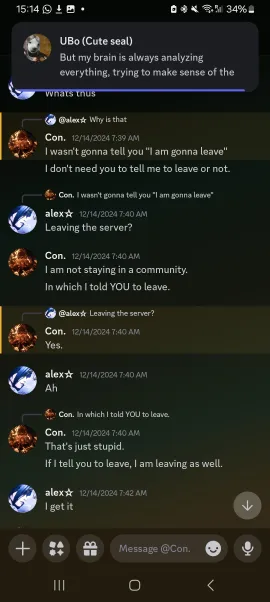 15:14
34%
UBo (Cute seal)
But my brain is always analyzing
everything, trying to make sense of the
Whats thus
@alex☆ Why is that
Con. 12/14/2024 7:39 AM
I wasn't gonna tell you "I am gonna leave"
I don't need you to tell me to leave or not.
Con. I wasn't gonna tell you "I am gonna leave"
alex☆ 12/14/2024 7:40 AM
Leaving the server?
Con. 12/14/2024 7:40 AM
I am not staying in a community.
In which I told YOU to leave.
@alex☆ Leaving the server?
Con. 12/14/2024 7:40 AM
Yes.
alex☆ 12/14/2024 7:40 AM
Ah
Con. In which I told YOU to leave.
Con. 12/14/2024 7:40 AM
That's just stupid.
If I tell you to leave, I am leaving as well.
alex☆ 12/14/2024 7:42 AM
I get it
Message @Con.